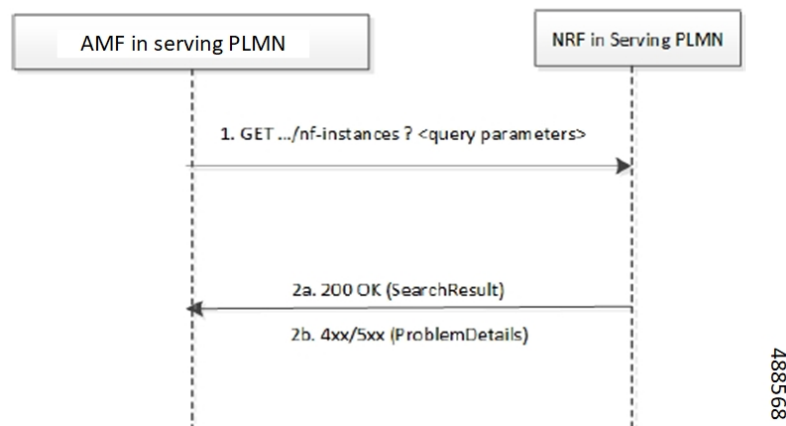 AMF in serving PLMN
NRF in Serving PLMN
1. GET .../nf-instances ? <query parameters>
2a. 200 OK (SearchResult)
2b. 4xx/5xx (ProblemDetails)
488568